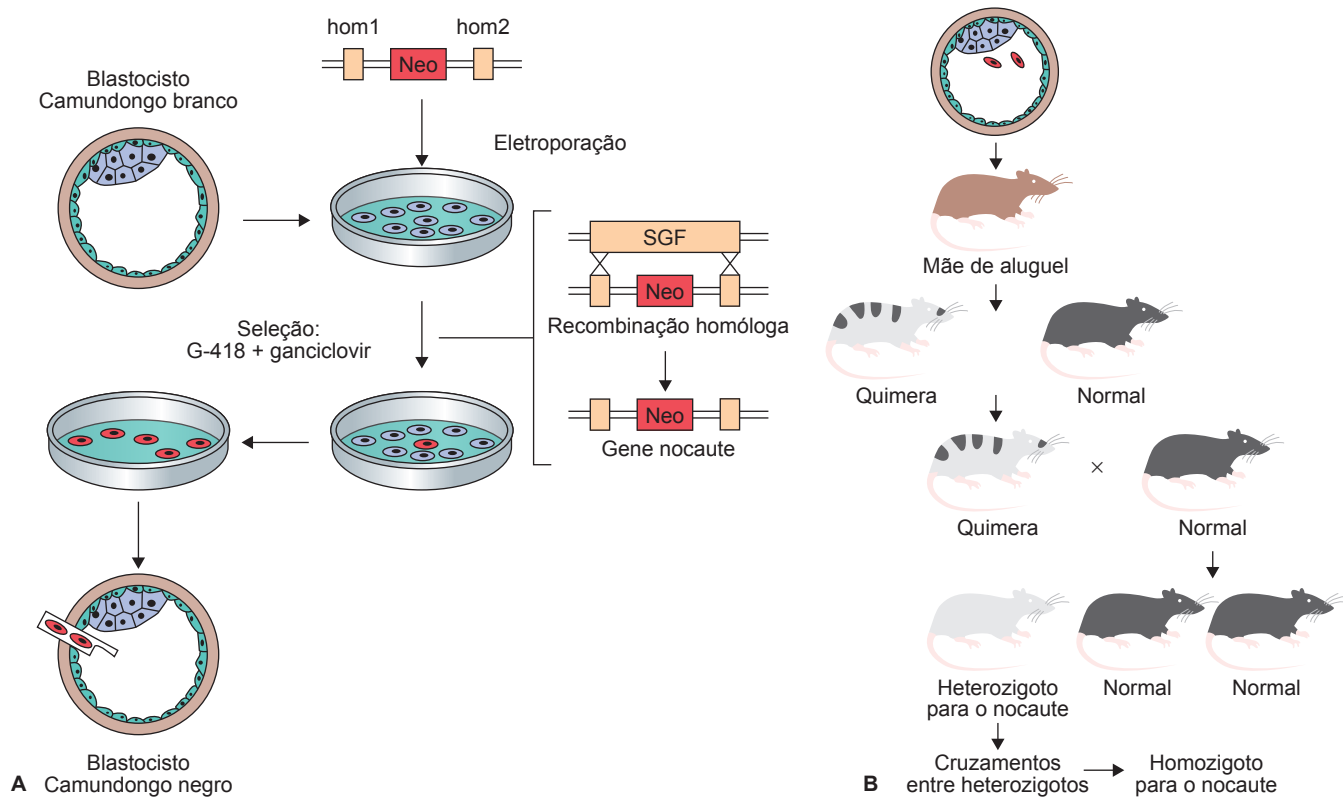 hom1
hom2
Neo
Blastocisto
Camundongo branco
Eletroporação
SGF
Neo
Recombinação homóloga
Neo
Gene nocaute
Seleção:
G-418 + ganciclovir
Blastocisto
Camundongo negro
A
Mãe de aluguel
Quimera
Normal
×
Quimera
Normal
Heterozigoto
para o nocaute
Normal
Normal
Cruzamentos
entre heterozigotos
Homozigoto
para o nocaute
B